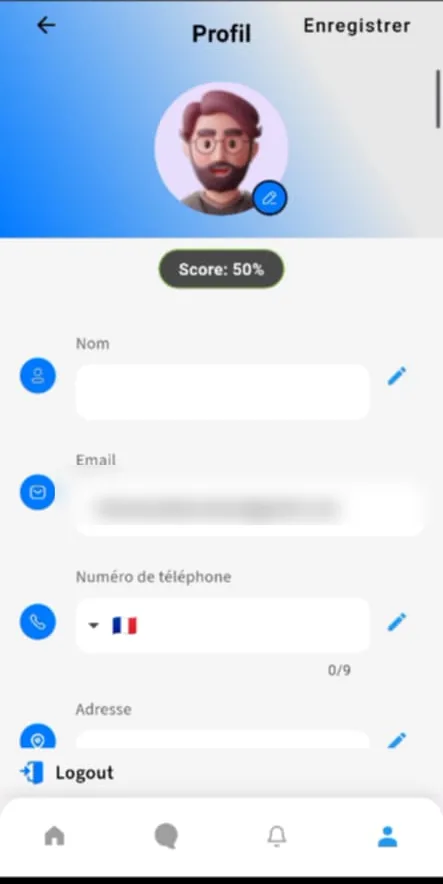 Profil
Enregistrer
Score: 50%
Nom
Email
Numéro de téléphone
0/9
Adresse
Logout